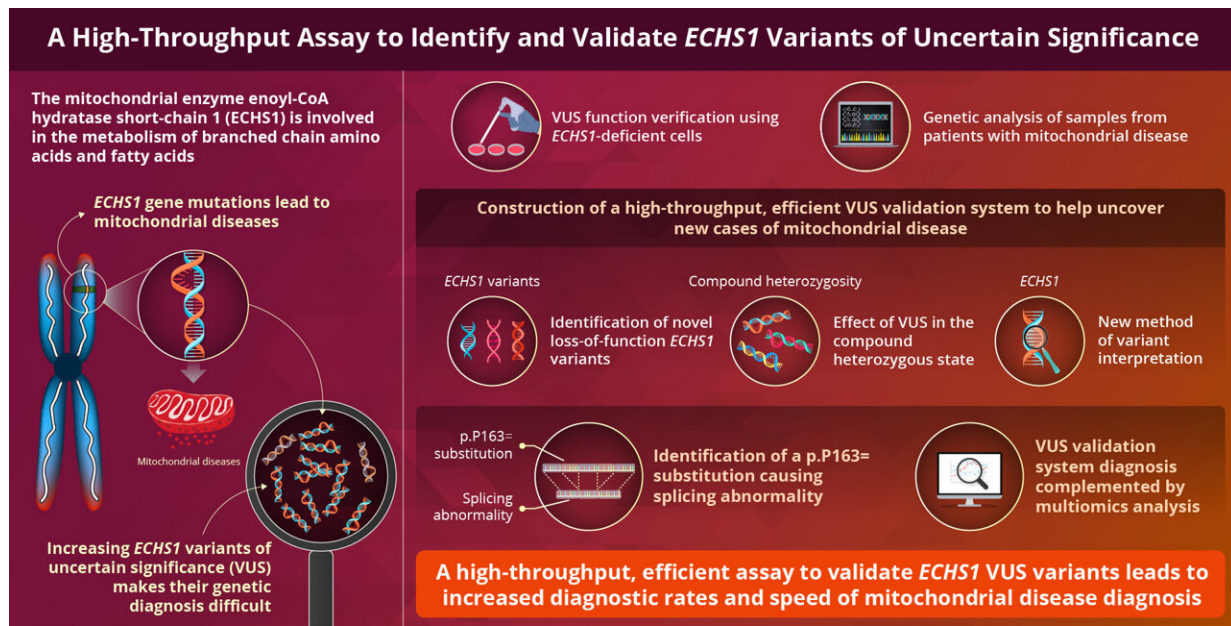 A High-Throughput Assay to Identify and Validate ECHS1 Variants of Uncertain Significance
The mitochondrial enzyme enoyl-CoA
hydratase short-chain 1 (ECHS1) is involved
in the metabolism of branched chain amino
acids and fatty acids
ECHS1 gene mutations lead to
mitochondrial diseases
Mitochondrial diseases
Increasing ECHS1 variants of
uncertain significance (VUS)
makes their genetic
diagnosis difficult
VUS function verification using
ECHS1-deficient cells
Genetic analysis of samples from
patients with mitochondrial disease
Construction of a high-throughput, efficient VUS validation system to help uncover
new cases of mitochondrial disease
ECHS1 variants
Identification of novel
loss-of-function ECHS1
variants
Compound heterozygosity
Effect of VUS in the
compound
heterozygous state
ECHS1
New method
of variant
interpretation
p.P163=
substitution
Splicing
abnormality
Identification of a p.P163=
substitution causing
splicing abnormality
VUS validation
system diagnosis
complemented by
multiomics analysis
A high-throughput, efficient assay to validate ECHS1 VUS variants leads to
increased diagnostic rates and speed of mitochondrial disease diagnosis